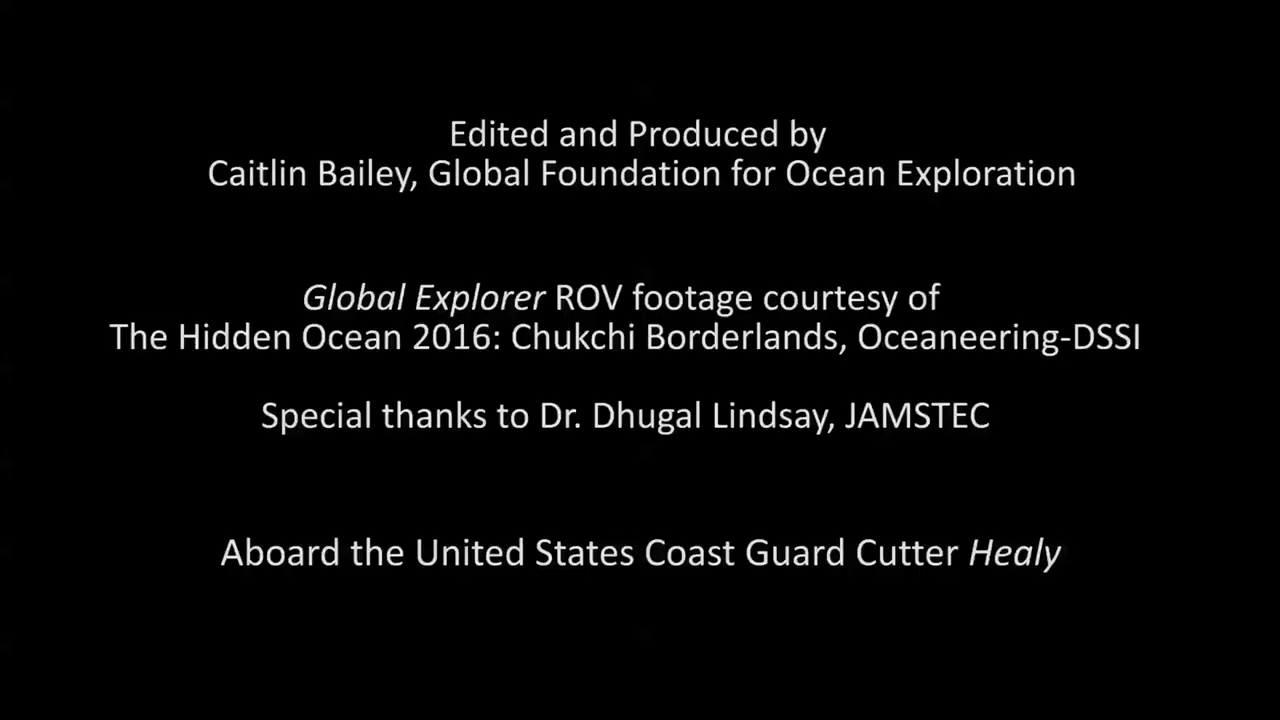 Edited and Produced by
Caitlin Bailey, Global Foundation for Ocean Exploration
Global Explorer ROV footage courtesy of
The Hidden Ocean 2016: Chukchi Borderlands, Oceaneering-DSSI
Special thanks to Dr. Dhugal Lindsay, JAMSTEC
Aboard the United States Coast Guard Cutter Healy